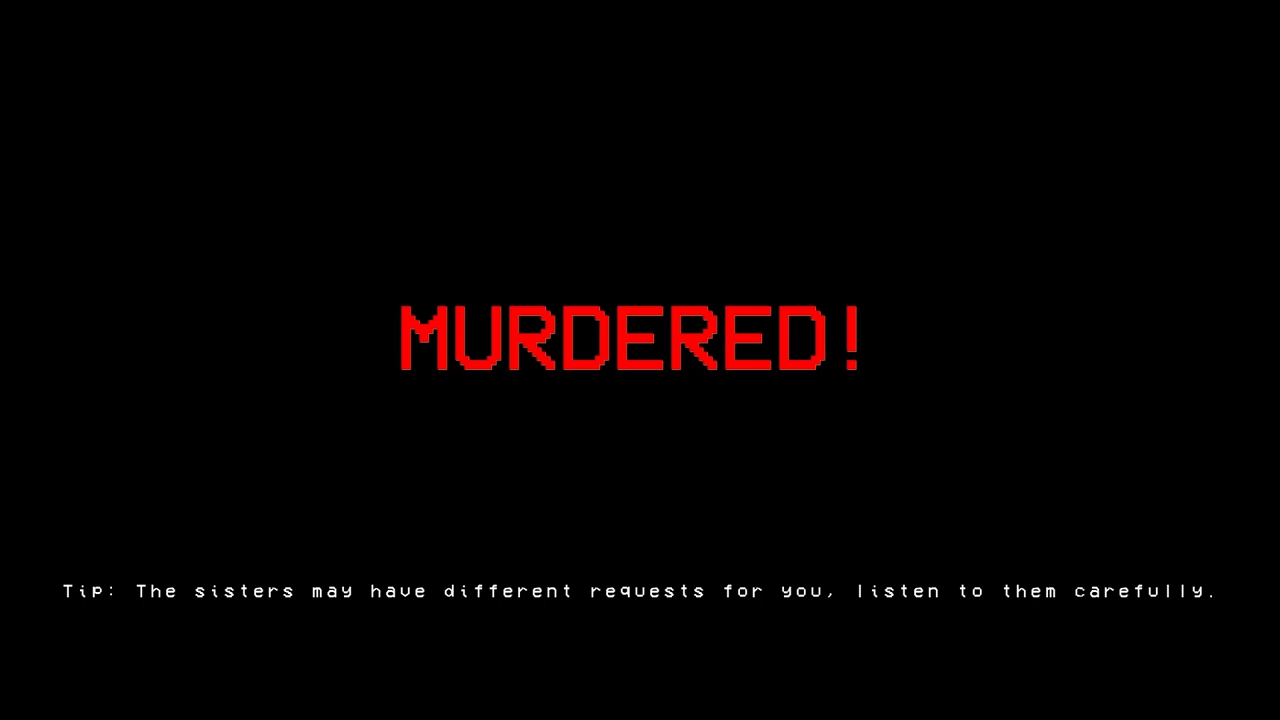 MURDERED!
Tip: The sisters may have different requests for you, listen to them carefully.